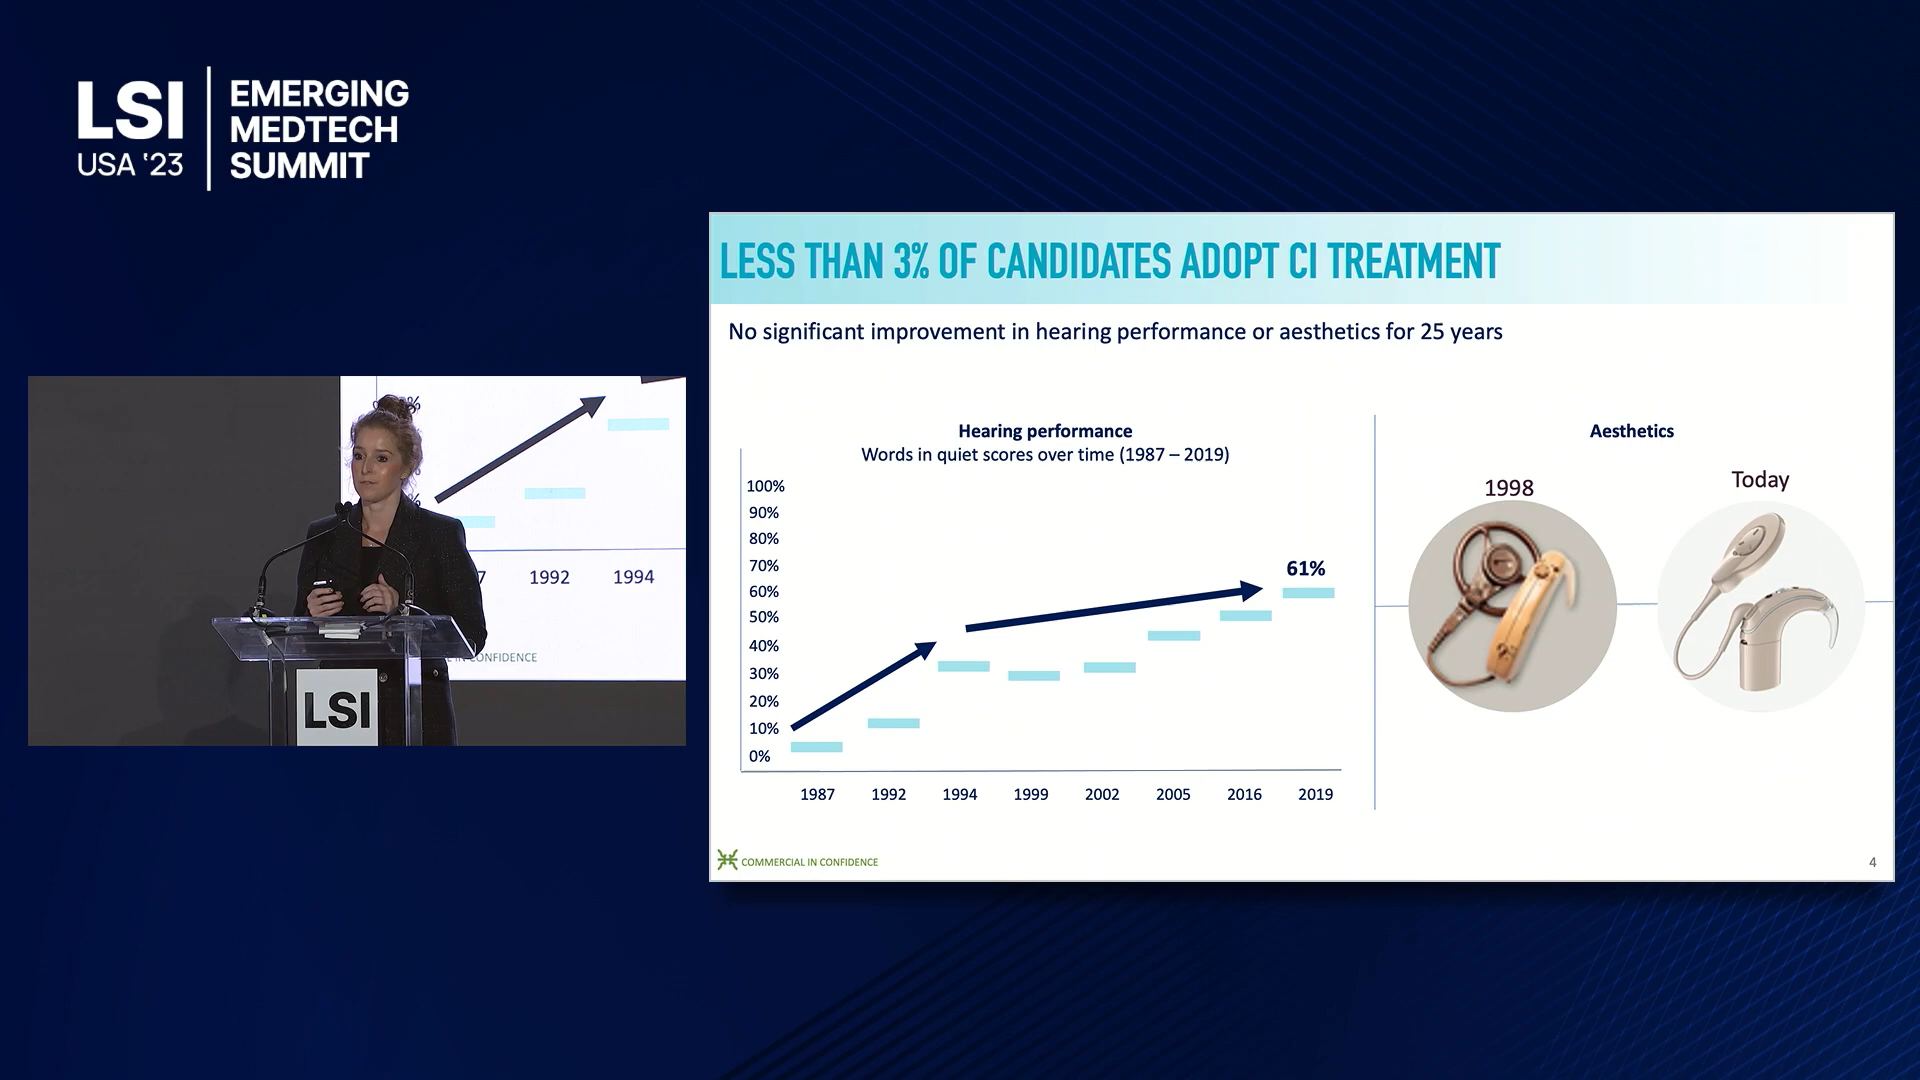 LSI
USA '23
EMERGING
MEDTECH
SUMMIT
LESS THAN 3% OF CANDIDATES ADOPT CI TREATMENT
No significant improvement in hearing performance or aesthetics for 25 years
Hearing performance
Words in quiet scores over time (1987 – 2019)
100%
90%
80%
70%
60%
50%
40%
30%
20%
10%
0%
61%
1987 1992 1994 1999 2002 2005 2016 2019
Aesthetics
1998
Today
COMMERCIAL IN CONFIDENCE
4
1992 1994
CONFIDENCE
LSI